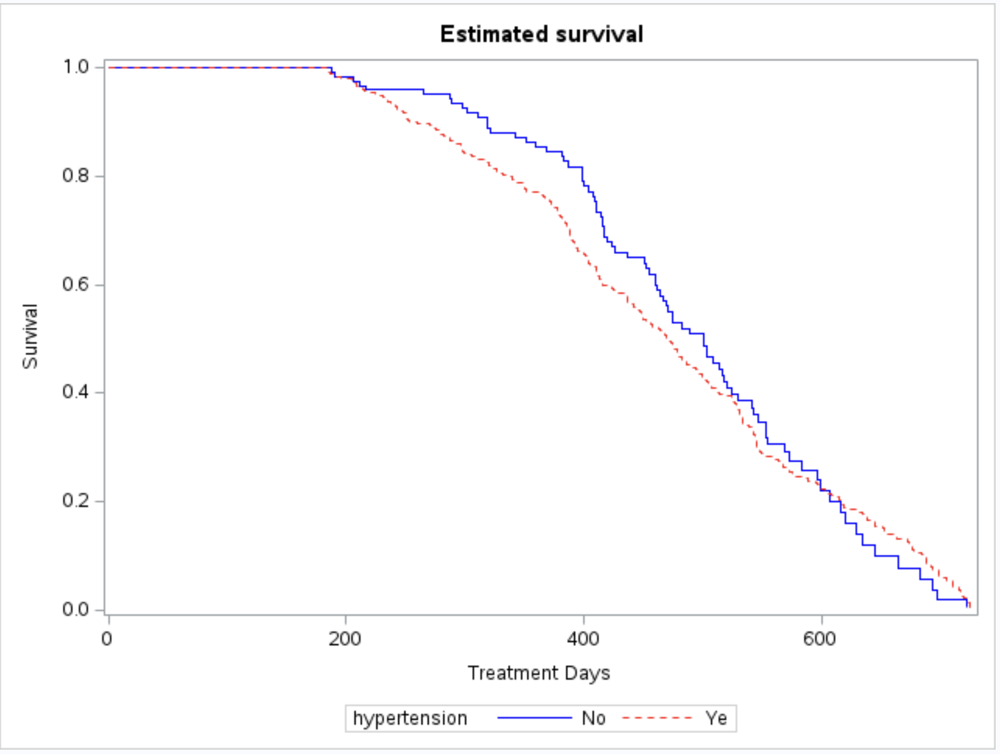 Estimated survival
1.0
0.8
0.6
0.4
0.2
0.0
Survival
0 200 400 600
Treatment Days
hypertension No Ye